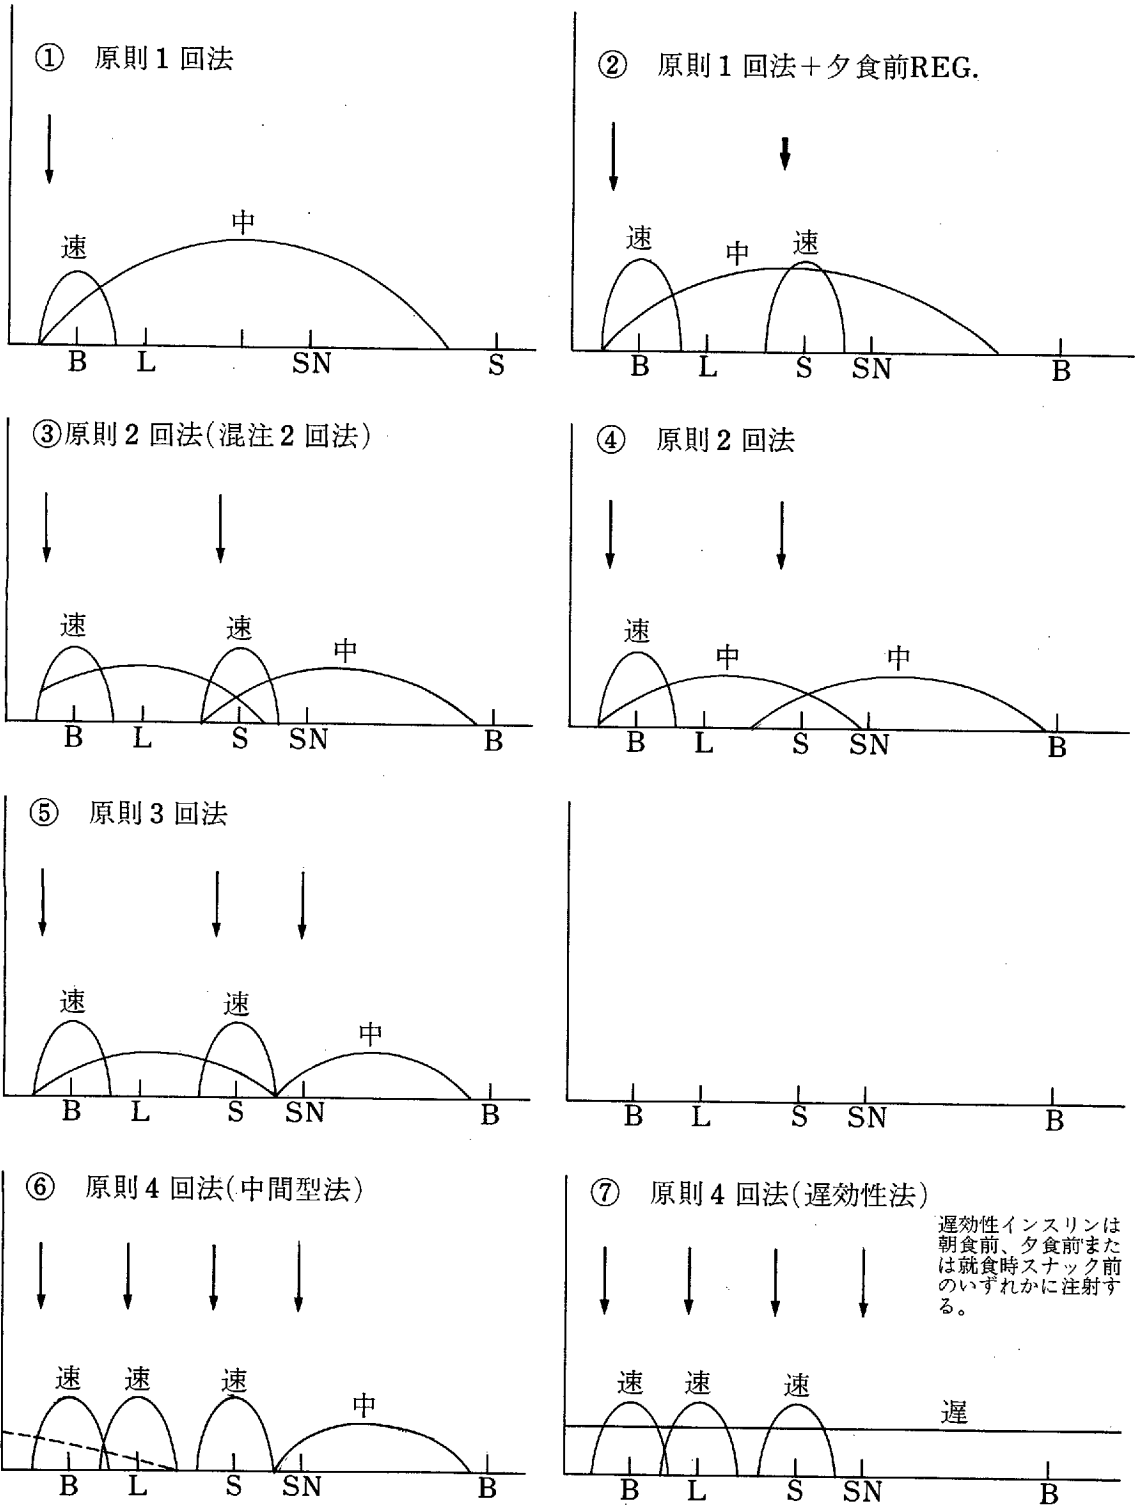 ① 原則1回法
中
速
B L SN S
② 原則1回法+夕食前REG.
速 中 速
B L S SN B
③原則2回法(混注2回法)
速 速 中
B L S SN B
④ 原則2回法
速 中 中
B L S SN B
⑤ 原則3回法
速 速 中
B L S SN B
B L S SN B
⑥ 原則4回法(中間型法)
速 速 速 中
B L S SN B
⑦ 原則4回法(遅効性法)
遅効性インスリンは
朝食前、夕食前また
は就食時スナック前
のいずれかに注射す
る。
速 速 速 遅
B L S SN B